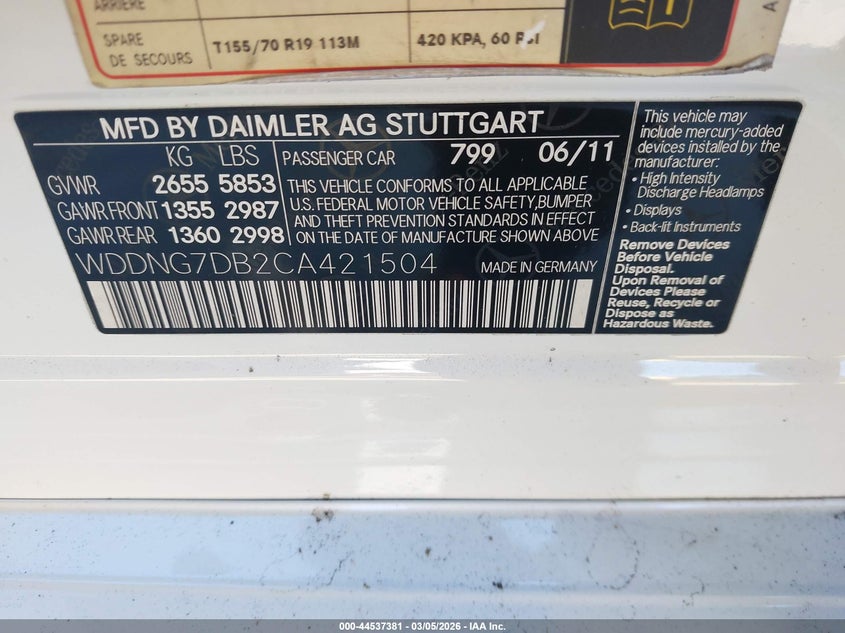 ARRIÈRE
SPARE
DE SECOURS
T155/70 R19 113M
420 KPA, 60 PSI
A
MFD BY DAIMLER AG STUTTGART
KG LBS
PASSENGER CAR 799 06/11
GVWR 2655 5853
GAWR FRONT 1355 2987
GAWR REAR 1360 2998
THIS VEHICLE CONFORMS TO ALL APPLICABLE
U.S. FEDERAL MOTOR VEHICLE SAFETY, BUMPER
AND THEFT PREVENTION STANDARDS IN EFFECT
ON THE DATE OF MANUFACTURE SHOWN ABOVE
WDDNG7DB2CA421504
MADE IN GERMANY
This vehicle may
include mercury-added
devices installed by the
manufacturer:
• High Intensity
Discharge Headlamps
• Displays
• Back-lit Instruments
Remove Devices
Before Vehicle
Disposal.
Upon Removal of
Devices Please
Reuse, Recycle or
Dispose as
Hazardous Waste.
000-44537381 - 03/05/2026 - IAA Inc.